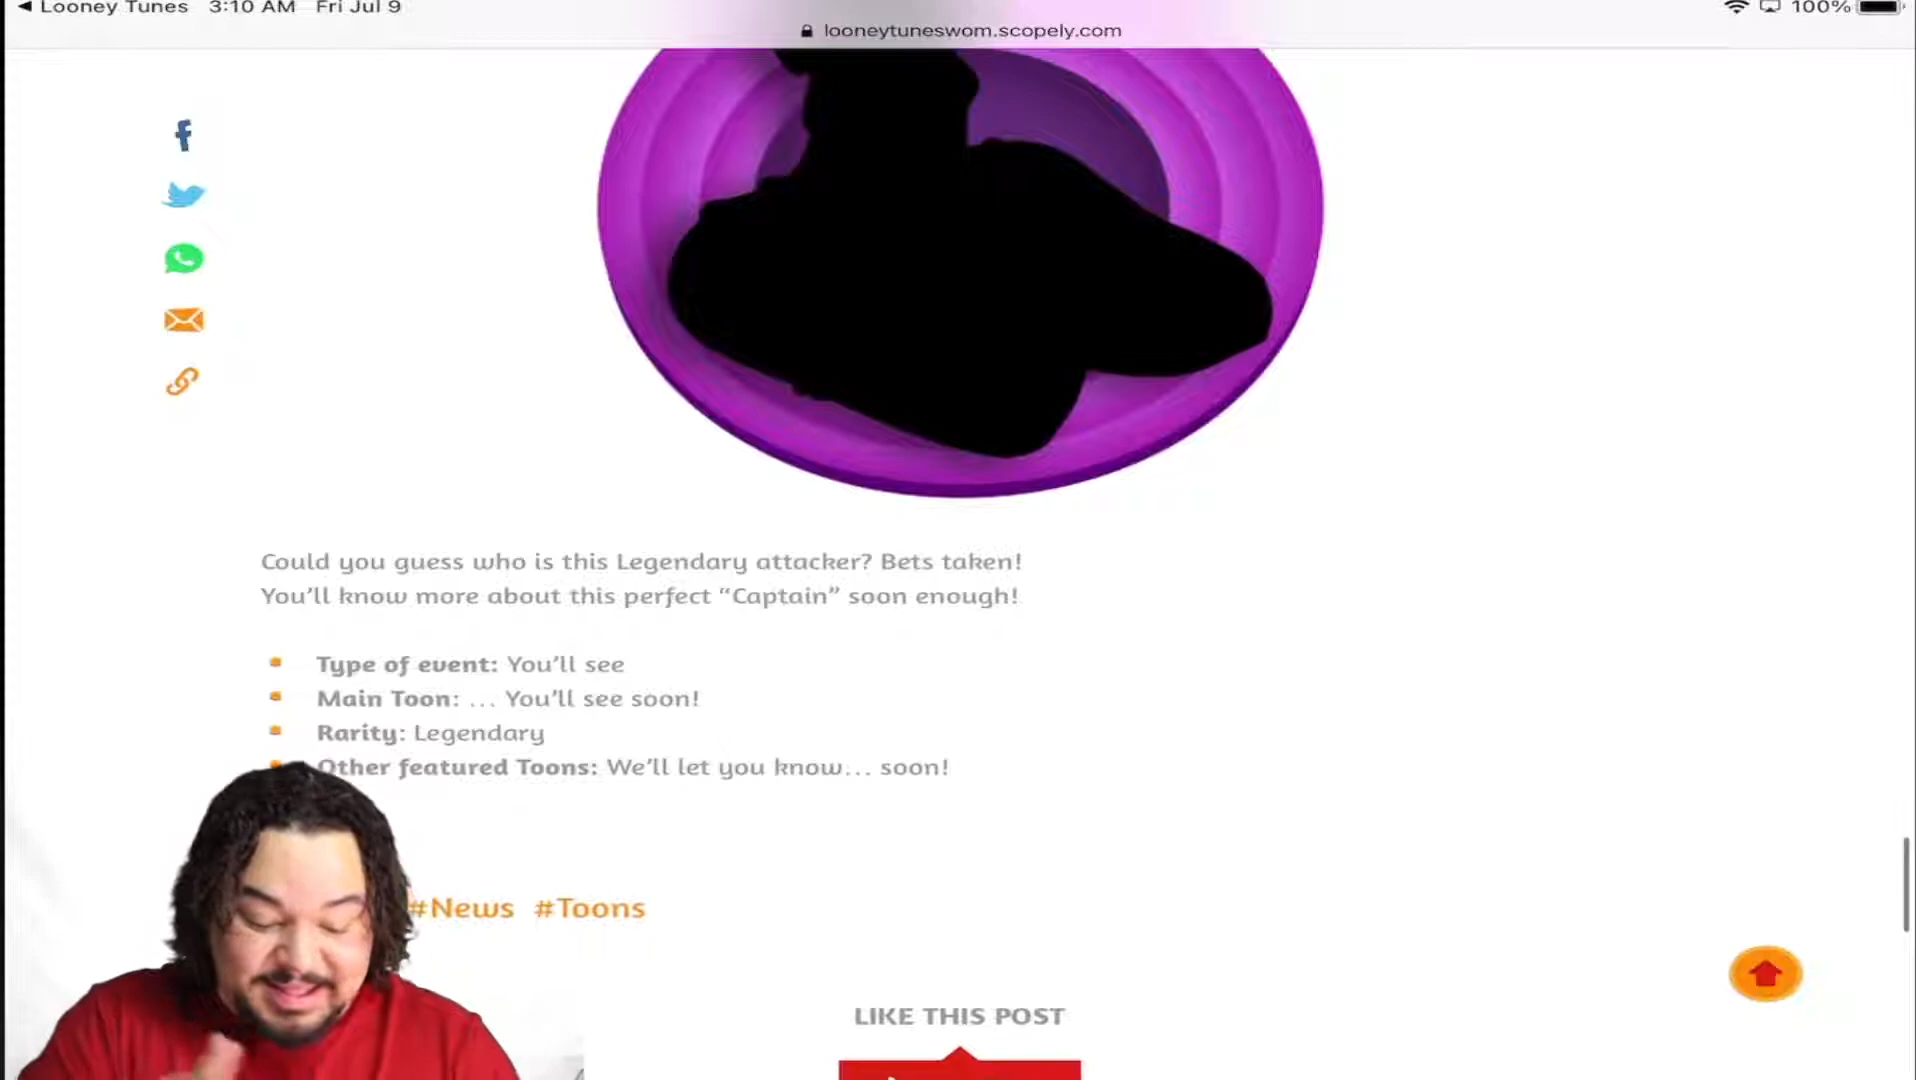 ◄ Looney Tunes 3:10 AM Fri Jul 9 100%
looneytuneswom.scopely.com
Could you guess who is this Legendary attacker? Bets taken!
You'll know more about this perfect “Captain” soon enough!
Type of event: You'll see
Main Toon: ... You'll see soon!
Rarity: Legendary
Other featured Toons: We'll let you know... soon!
#News #Toons
LIKE THIS POST